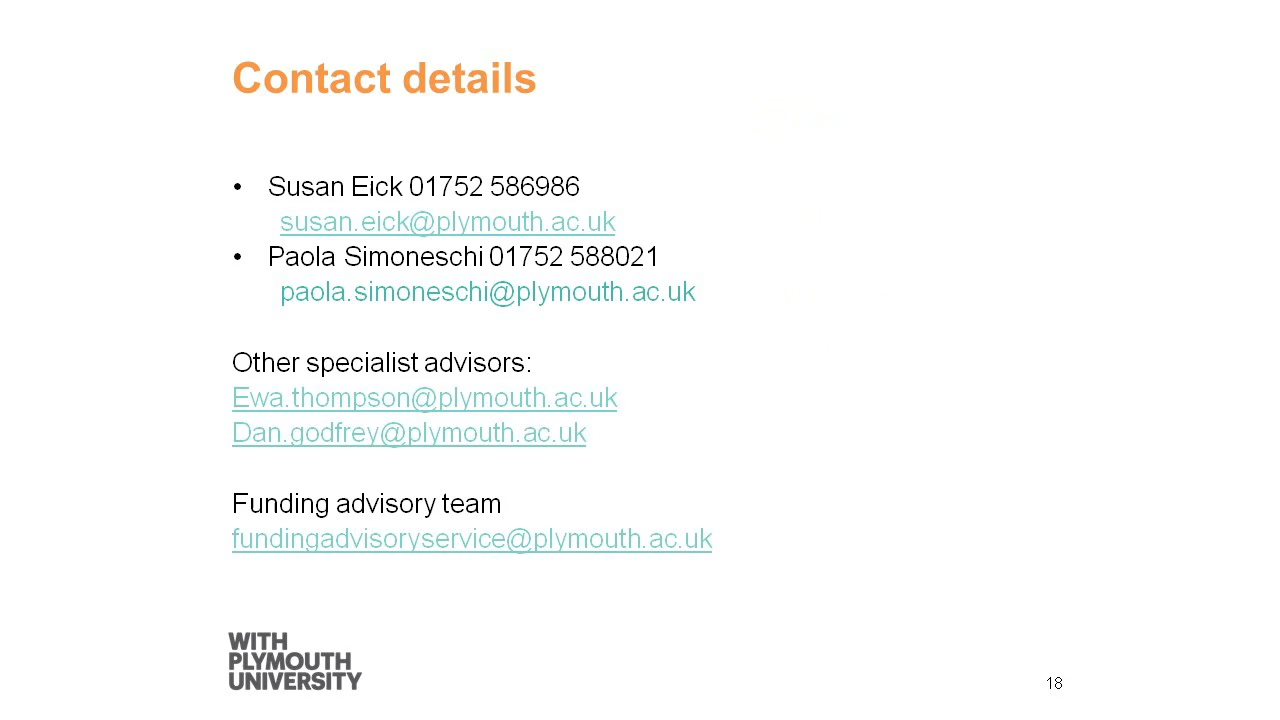 Contact details
• Susan Eick 01752 586986
susan.eick@plymouth.ac.uk
• Paola Simoneschi 01752 588021
paola.simoneschi@plymouth.ac.uk
Other specialist advisors:
Ewa.thompson@plymouth.ac.uk
Dan.godfrey@plymouth.ac.uk
Funding advisory team
fundingadvisoryservice@plymouth.ac.uk
WITH
PLYMOUTH
UNIVERSITY
18